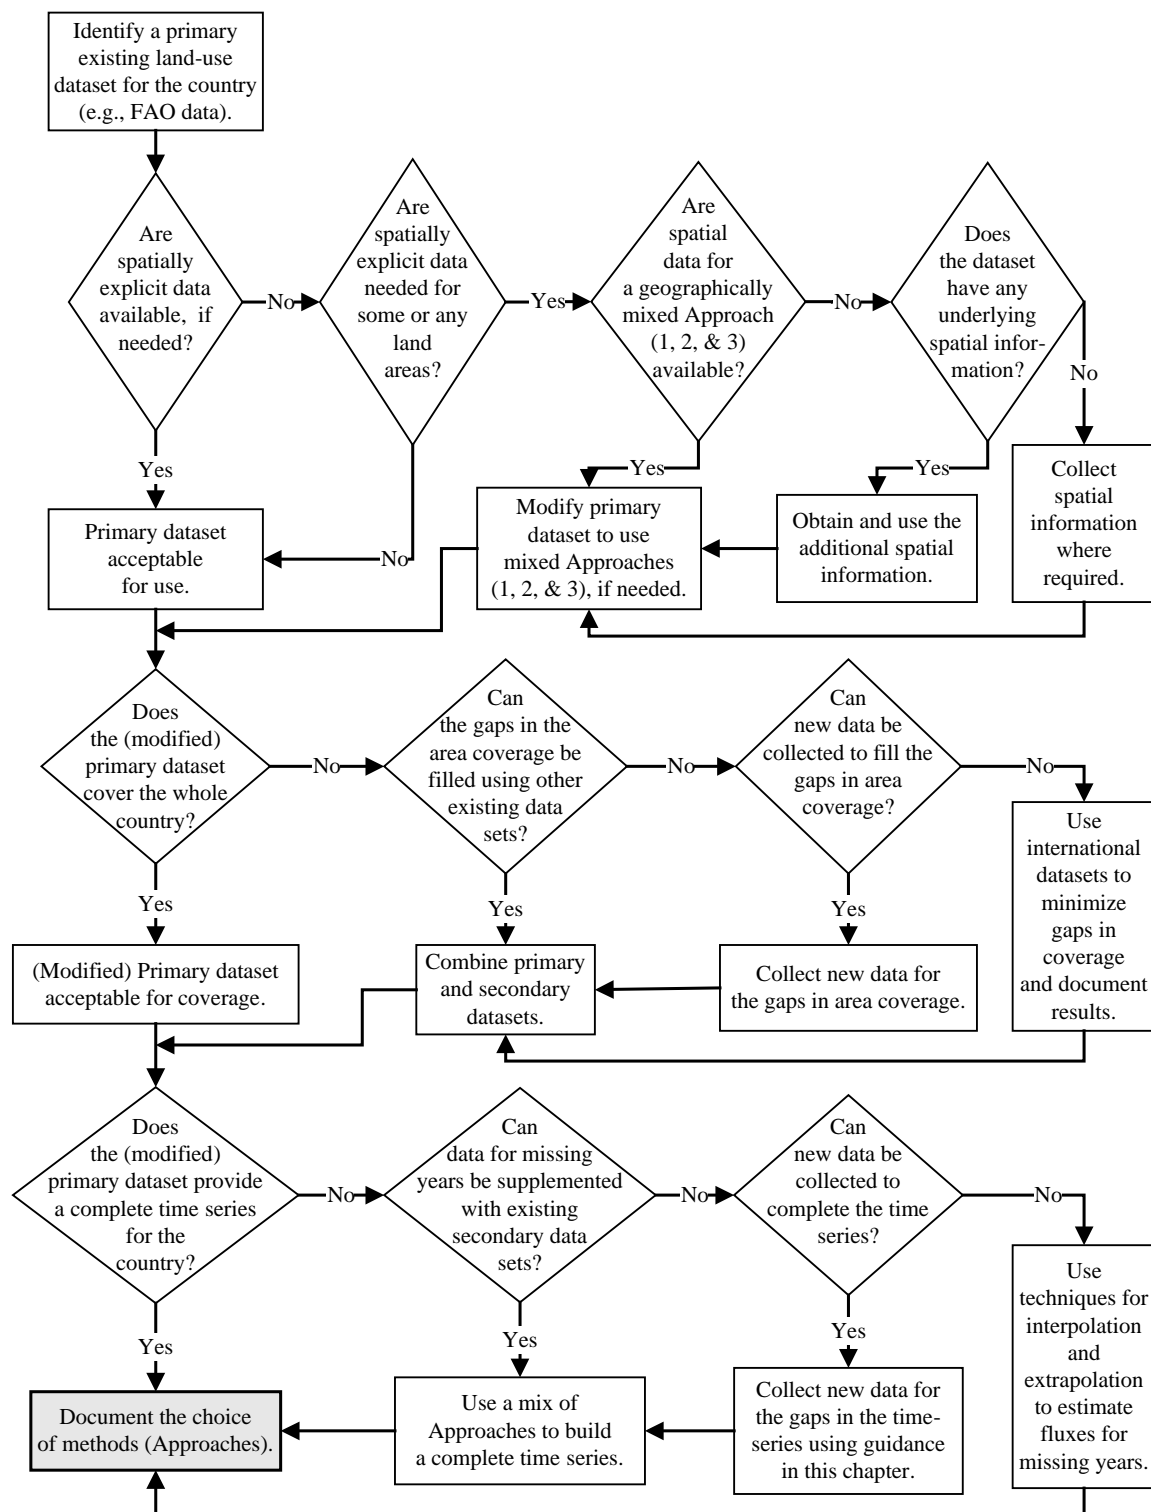 Identify a primary
existing land-use
dataset for the country
(e.g., FAO data).
Are
spatially
explicit data
available, if
needed?
No
Are
spatially
explicit data
needed for
some or any
land
areas?
Yes
Are
spatial
data for
a geographically
mixed Approach
(1, 2, & 3)
available?
No
Does
the dataset
have any
underlying
spatial infor-
mation?
No
Yes
Yes
Yes
Primary dataset
acceptable
for use.
No
Modify primary
dataset to use
mixed Approaches
(1, 2, & 3), if needed.
Obtain and use the
additional spatial
information.
Collect
spatial
information
where
required.
Does
the (modified)
primary dataset
cover the whole
country?
No
Can
the gaps in the
area coverage be
filled using other
existing data
sets?
No
Can
new data be
collected to fill the
gaps in area
coverage?
No
Yes
Yes
Yes
(Modified) Primary dataset
acceptable for coverage.
Combine primary
and secondary
datasets.
Collect new data for
the gaps in area coverage.
Use
international
datasets to
minimize
gaps in
coverage
and document
results.
Does
the (modified)
primary dataset provide
a complete time series
for the
country?
No
Can
data for missing
years be supplemented
with existing
secondary data
sets?
No
Can
new data be
collected to
complete the time
series?
No
Yes
Yes
Yes
Document the choice
of methods (Approaches).
Use a mix of
Approaches to build
a complete time series.
Collect new data for
the gaps in the time-
series using guidance
in this chapter.
Use
techniques for
interpolation
and
extrapolation
to estimate
fluxes for
missing years.